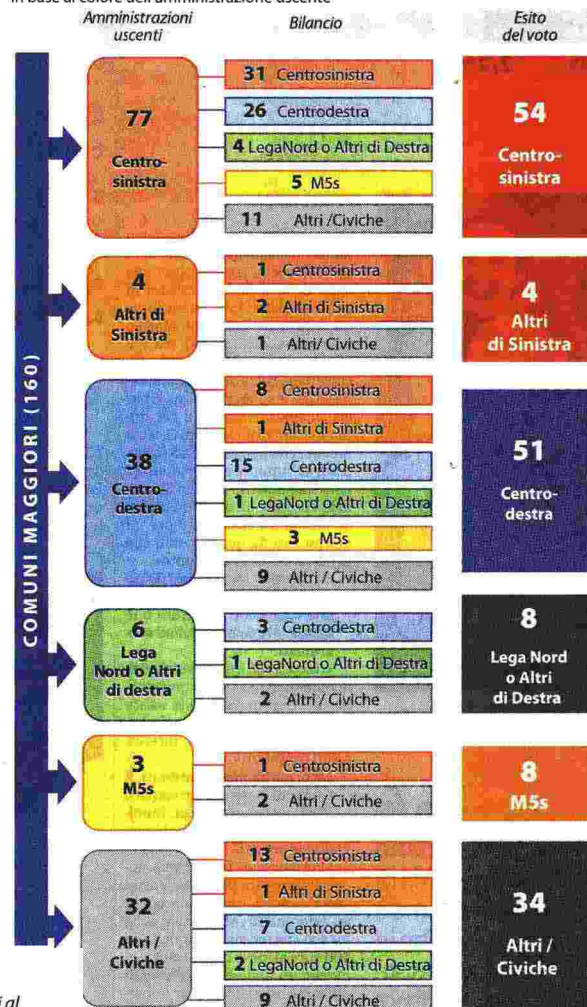 in base al colore dell'amministrazione uscente
Amministrazioni
uscenti
Bilancio
Esito
del voto
COMUNI MAGGIORI (160)
77
Centro-
sinistra
31 Centrosinistra
26 Centrodestra
4 LegaNord o Altri di Destra
5 M5s
11 Altri /Civiche
54
Centro-
sinistra
4
Altri di
Sinistra
1 Centrosinistra
2 Altri di Sinistra
1 Altri/ Civiche
4
Altri
di Sinistra
38
Centro-
destra
8 Centrosinistra
1 Altri di Sinistra
15 Centrodestra
1 LegaNord o Altri di Destra
3 M5s
9 Altri / Civiche
51
Centro-
destra
6
Lega
Nord o Altri
di destra
3 Centrodestra
1 LegaNord o Altri di Destra
2 Altri / Civiche
8
Lega Nord
o Altri
di Destra
3
M5s
1 Centrosinistra
2 Altri / Civiche
8
M5s
32
Altri /
Civiche
13 Centrosinistra
1 Altri di Sinistra
7 Centrodestra
2 LegaNord o Altri di Destra
9 Altri / Civiche
34
Altri /
Civiche
i al